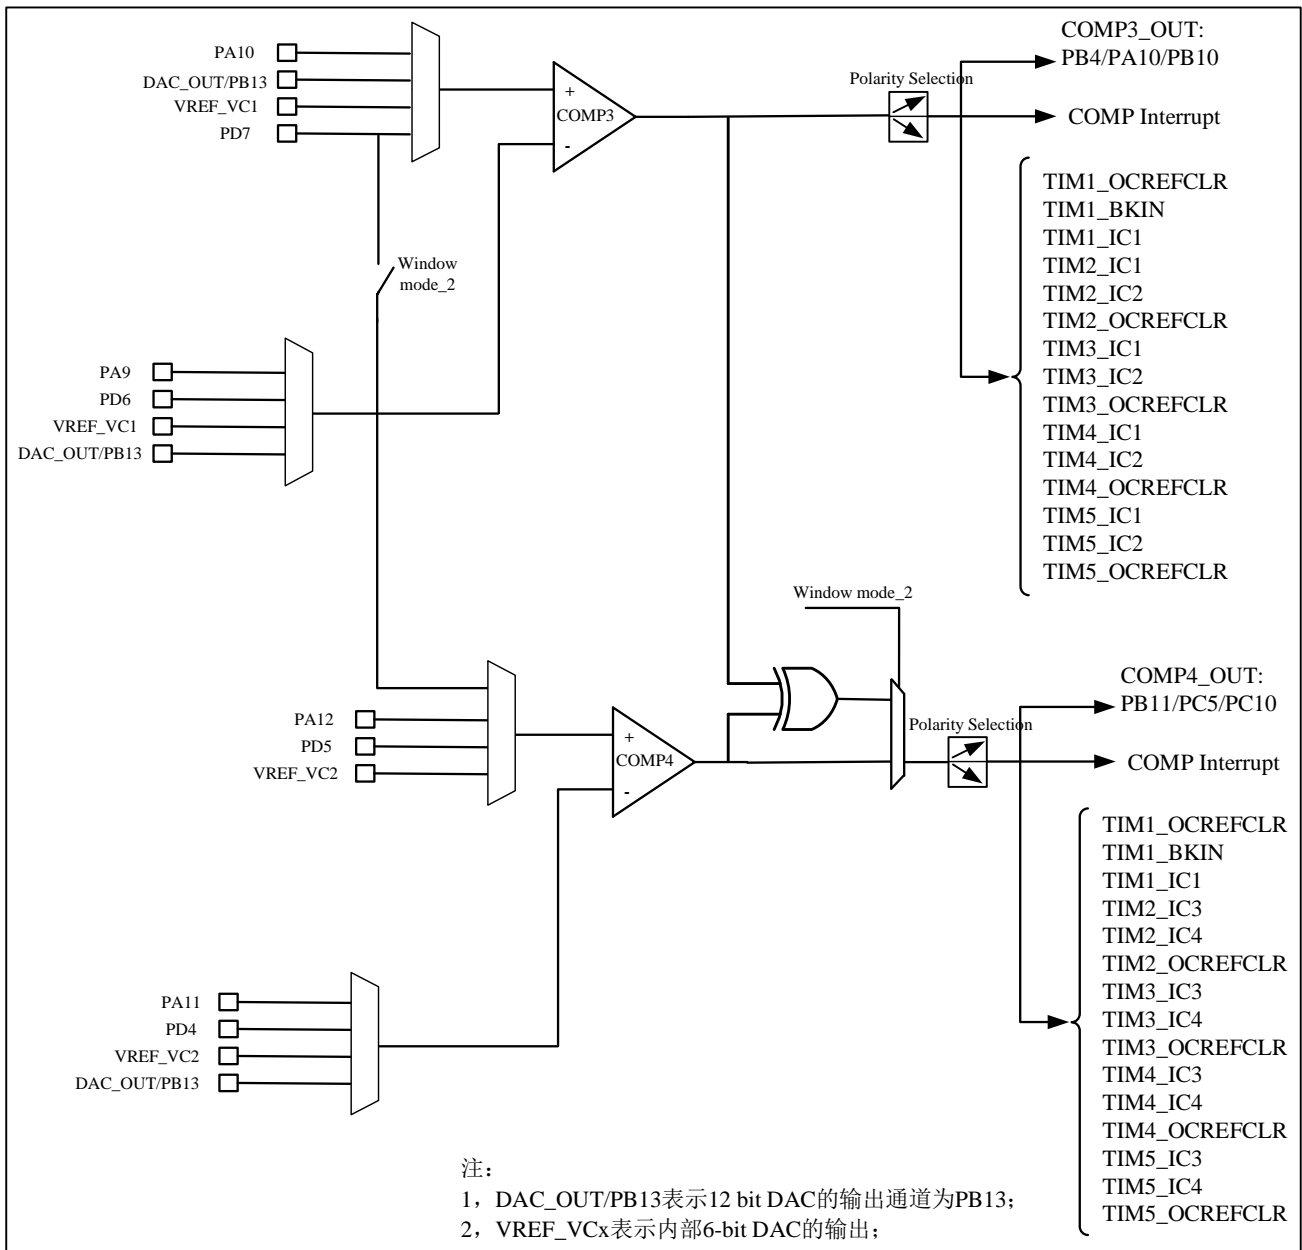 PA10
DAC_OUT/PB13
VREF_VC1
PD7
+
COMP3
-
Polarity Selection
COMP3_OUT:
PB4/PA10/PB10
COMP Interrupt
TIM1_OCREFCLR
TIM1_BKIN
TIM1_IC1
TIM2_IC1
TIM2_IC2
TIM2_OCREFCLR
TIM3_IC1
TIM3_IC2
TIM3_OCREFCLR
TIM4_IC1
TIM4_IC2
TIM4_OCREFCLR
TIM5_IC1
TIM5_IC2
TIM5_OCREFCLR
Window
mode_2
PA9
PD6
VREF_VC1
DAC_OUT/PB13
Window mode_2
PA12
PD5
VREF_VC2
+
COMP4
-
Polarity Selection
COMP4_OUT:
PB11/PC5/PC10
COMP Interrupt
TIM1_OCREFCLR
TIM1_BKIN
TIM1_IC1
TIM2_IC3
TIM2_IC4
TIM2_OCREFCLR
TIM3_IC3
TIM3_IC4
TIM3_OCREFCLR
TIM4_IC3
TIM4_IC4
TIM4_OCREFCLR
TIM5_IC3
TIM5_IC4
TIM5_OCREFCLR
PA11
PD4
VREF_VC2
DAC_OUT/PB13
注：
1，DAC_OUT/PB13表示12 bit DAC的输出通道为PB13；
2，VREF_VCx表示内部6-bit DAC的输出；